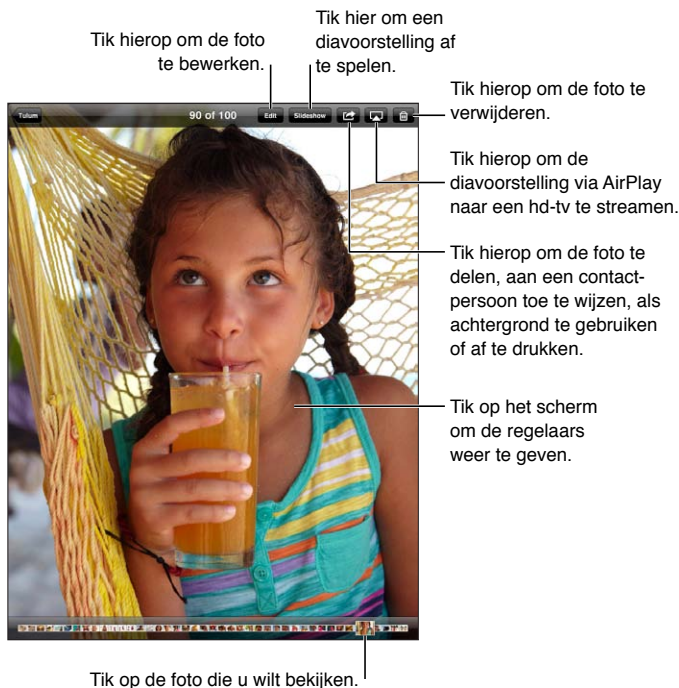 Tik hier om een
diavoorstelling af
te spelen.
Tik hierop om de foto
te bewerken.
Tik hierop om de foto te
verwijderen.
Tulum
90 of 100
Edit
Slideshow
Tik hierop om de
diavoorstelling via AirPlay
naar een hd-tv te streamen.
Tik hierop om de foto te
delen, aan een contact-
persoon toe te wijzen, als
achtergrond te gebruiken
of af te drukken.
Tik op het scherm
om de regelaars
weer te geven.
Tik op de foto die u wilt bekijken.